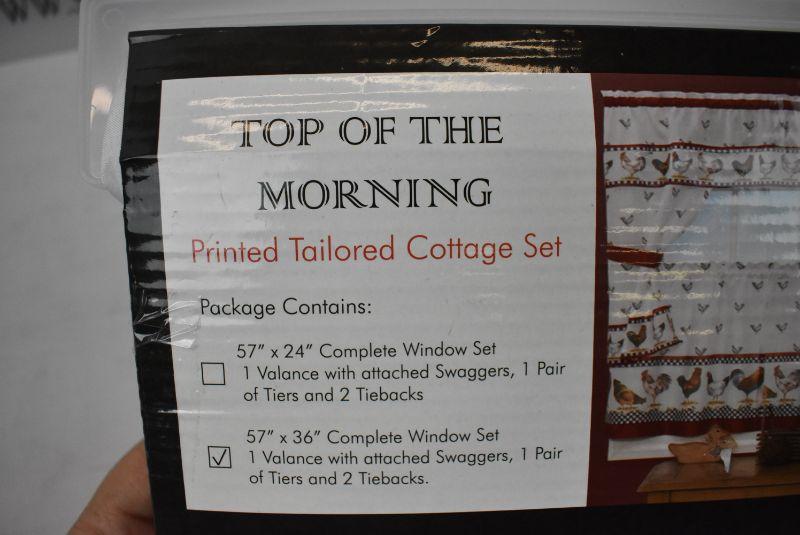 TOP OF THE
MORNING
Printed Tailored Cottage Set
Package Contains:
57” x 24” Complete Window Set
1 Valance with attached Swaggers, 1 Pair
of Tiers and 2 Tiebacks
57” x 36” Complete Window Set
1 Valance with attached Swaggers, 1 Pair
of Tiers and 2 Tiebacks.